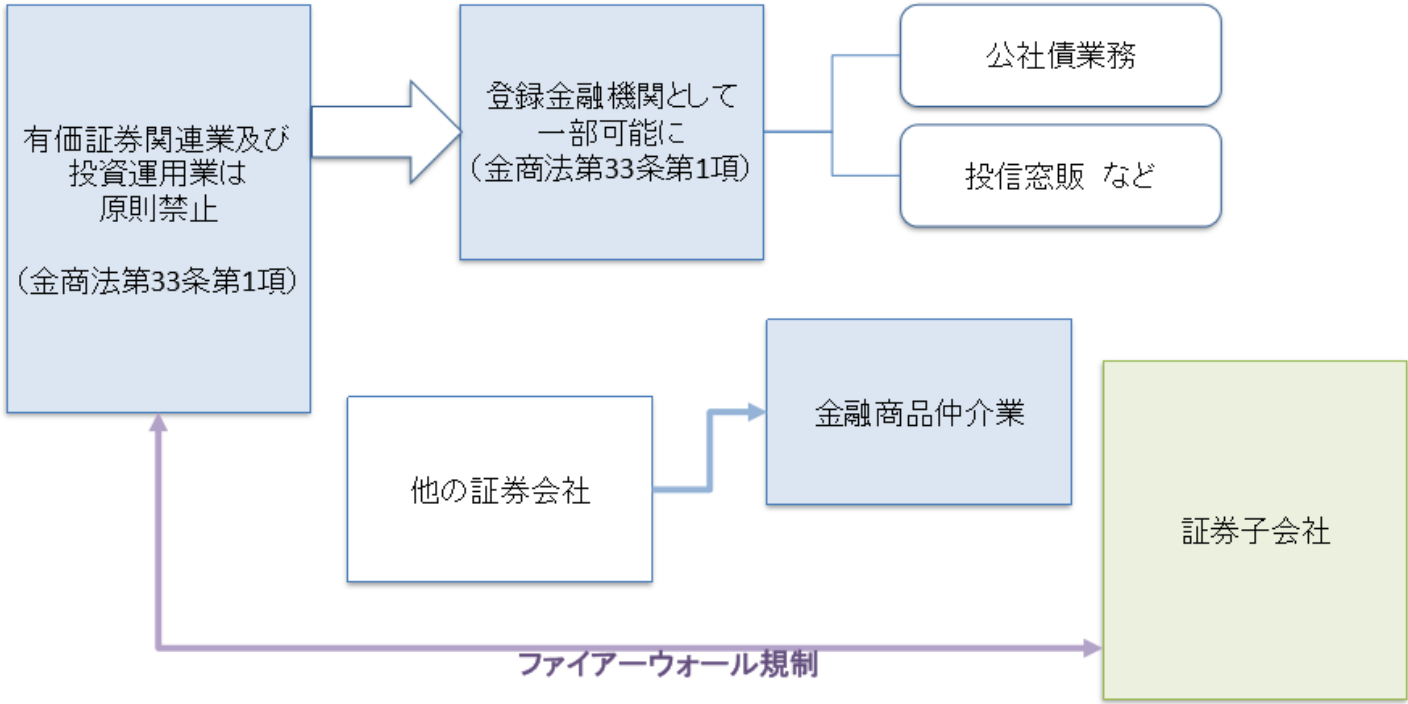 有価証券関連業及び
投資運用業は
原則禁止
（金商法第33条第1項）
登録金融機関として
一部可能に
（金商法第33条第1項）
公社債業務
投信窓販 など
他の証券会社
金融商品仲介業
証券子会社
ファイアーウォール規制